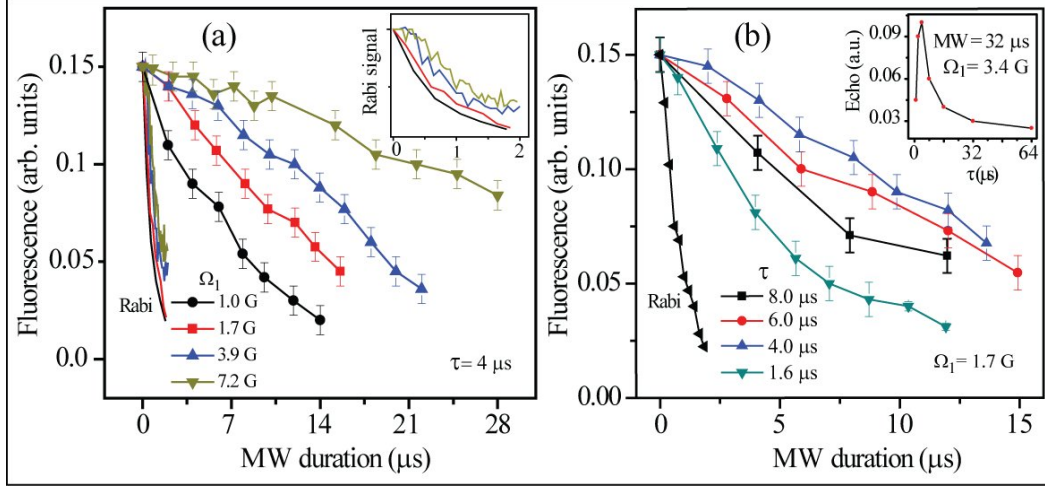 (a)
Fluorescence (arb. units)
0.15
0.10
0.05
0.0
Rabi signal
0 1 2
Rabi
Ω1
1.0 G
1.7 G
3.9 G
7.2 G
τ= 4 μs
0 7 14 21 28
MW duration (μs)
(b)
Fluorescence (arb. units)
0.15
0.10
0.05
0.00
Echo (a.u.)
0.09
0.06
0.03
MW = 32 μs
Ω1= 3.4 G
0 32 64
τ(μs)
Rabi
τ
8.0 μs
6.0 μs
4.0 μs
1.6 μs
Ω1= 1.7 G
0 5 10 15
MW duration (μs)